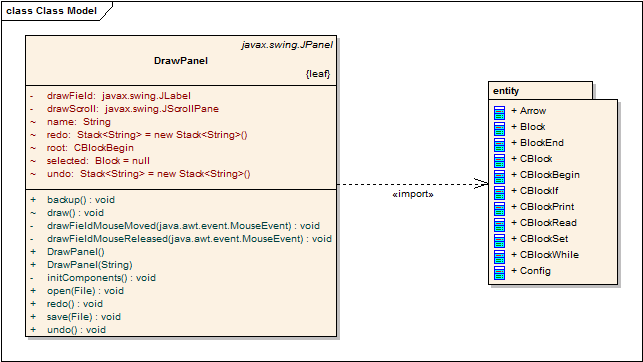 class Class Model
javax.swing.JPanel
DrawPanel
{leaf}
- drawField: javax.swing.JLabel
- drawScroll: javax.swing.JScrollPane
~ name: String
~ redo: Stack<String> = new Stack<String>()
~ root: CBlockBegin
~ selected: Block = null
~ undo: Stack<String> = new Stack<String>()
+ backup() : void
~ draw() : void
- drawFieldMouseMoved(java.awt.event.MouseEvent) : void
- drawFieldMouseReleased(java.awt.event.MouseEvent) : void
+ DrawPanel()
+ DrawPanel(String)
- initComponents() : void
+ open(File) : void
+ redo() : void
+ save(File) : void
+ undo() : void
«import»
entity
+ Arrow
+ Block
+ BlockEnd
+ CBlock
+ CBlockBegin
+ CBlockIf
+ CBlockPrint
+ CBlockRead
+ CBlockSet
+ CBlockWhile
+ Config